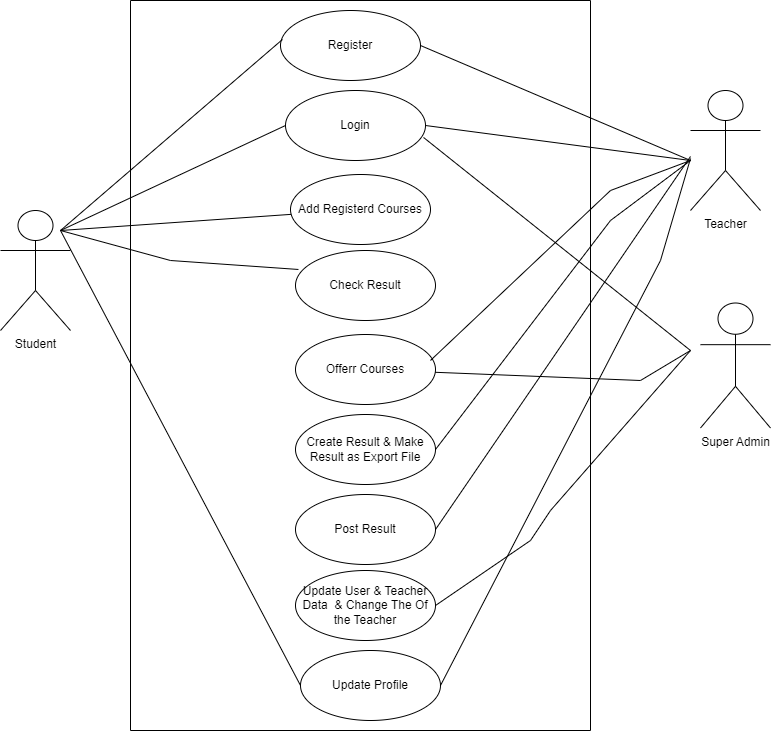 Register
Login
Teacher
Add Registerd Courses
Check Result
Student
Offerr Courses
Super Admin
Create Result & Make
Result as Export File
Post Result
Update User & Teacher
Data & Change The Of
the Teacher
Update Profile